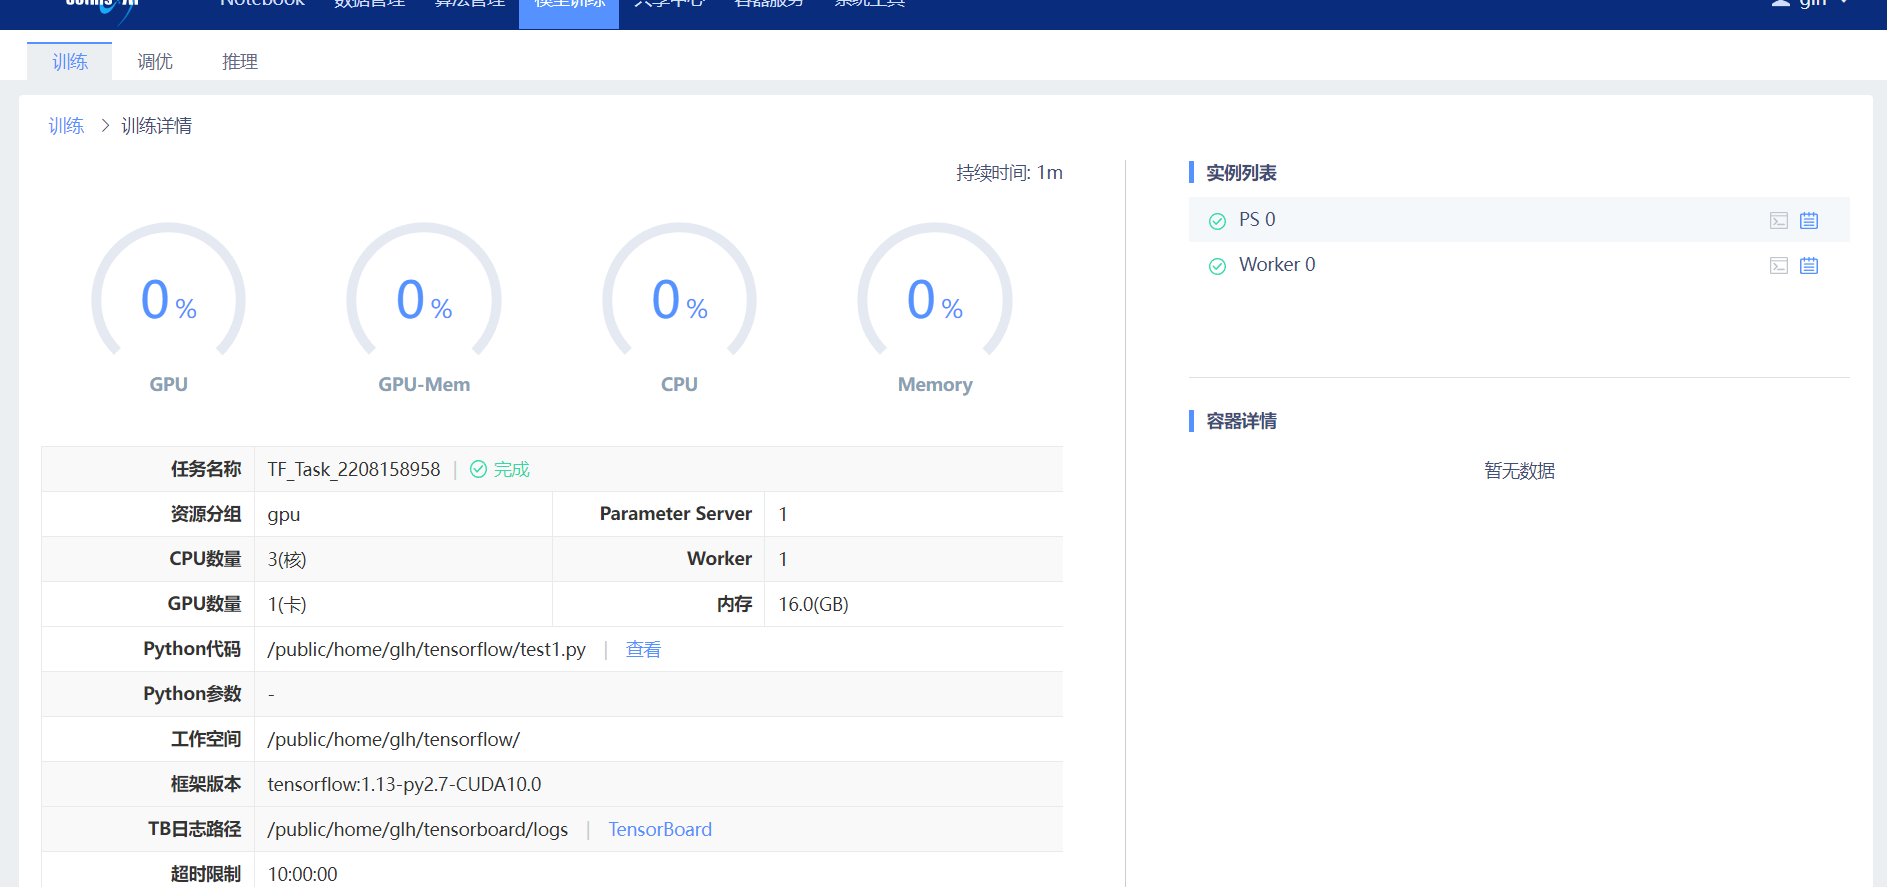 Notebook 数据管理 算法管理 模型训练 共享中心 容器服务 系统工具 glh
训练 调优 推理
训练 > 训练详情
持续时间: 1m
0 % 0 % 0 % 0 %
GPU GPU-Mem CPU Memory
任务名称 TF_Task_2208158958 | 完成
资源分组 gpu Parameter Server 1
CPU数量 3(核) Worker 1
GPU数量 1(卡) 内存 16.0(GB)
Python代码 /public/home/glh/tensorflow/test1.py | 查看
Python参数 -
工作空间 /public/home/glh/tensorflow/
框架版本 tensorflow:1.13-py2.7-CUDA10.0
TB日志路径 /public/home/glh/tensorboard/logs | TensorBoard
超时限制 10:00:00
实例列表
PS 0
Worker 0
容器详情
暂无数据